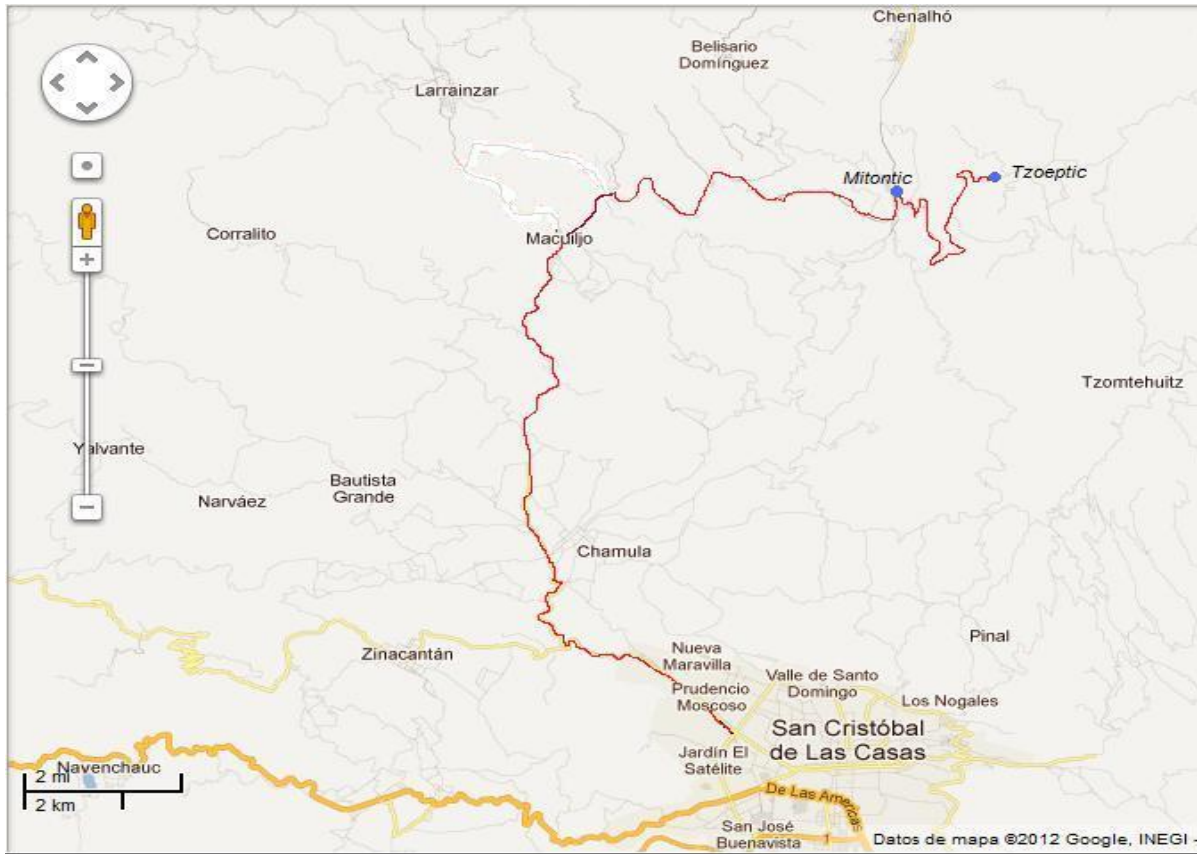 Chenalhó
Belisario
Domínguez
Larrainzar
Mitontic
Tzoeptic
Corralito
Macuiljo
Tzomtehuitz
Yalvante
Bautista
Grande
Narváez
Chamula
Pinal
Nueva
Maravilla
Zinacantán
Valle de Santo
Domingo
Prudencio
Moscoso
Los Nogales
San Cristóbal
de Las Casas
Jardín El
Satélite
Navenchauc
2 mi
2 km
De Las Americas
San José
Buenavista
1
Datos de mapa ©2012 Google, INEGI -